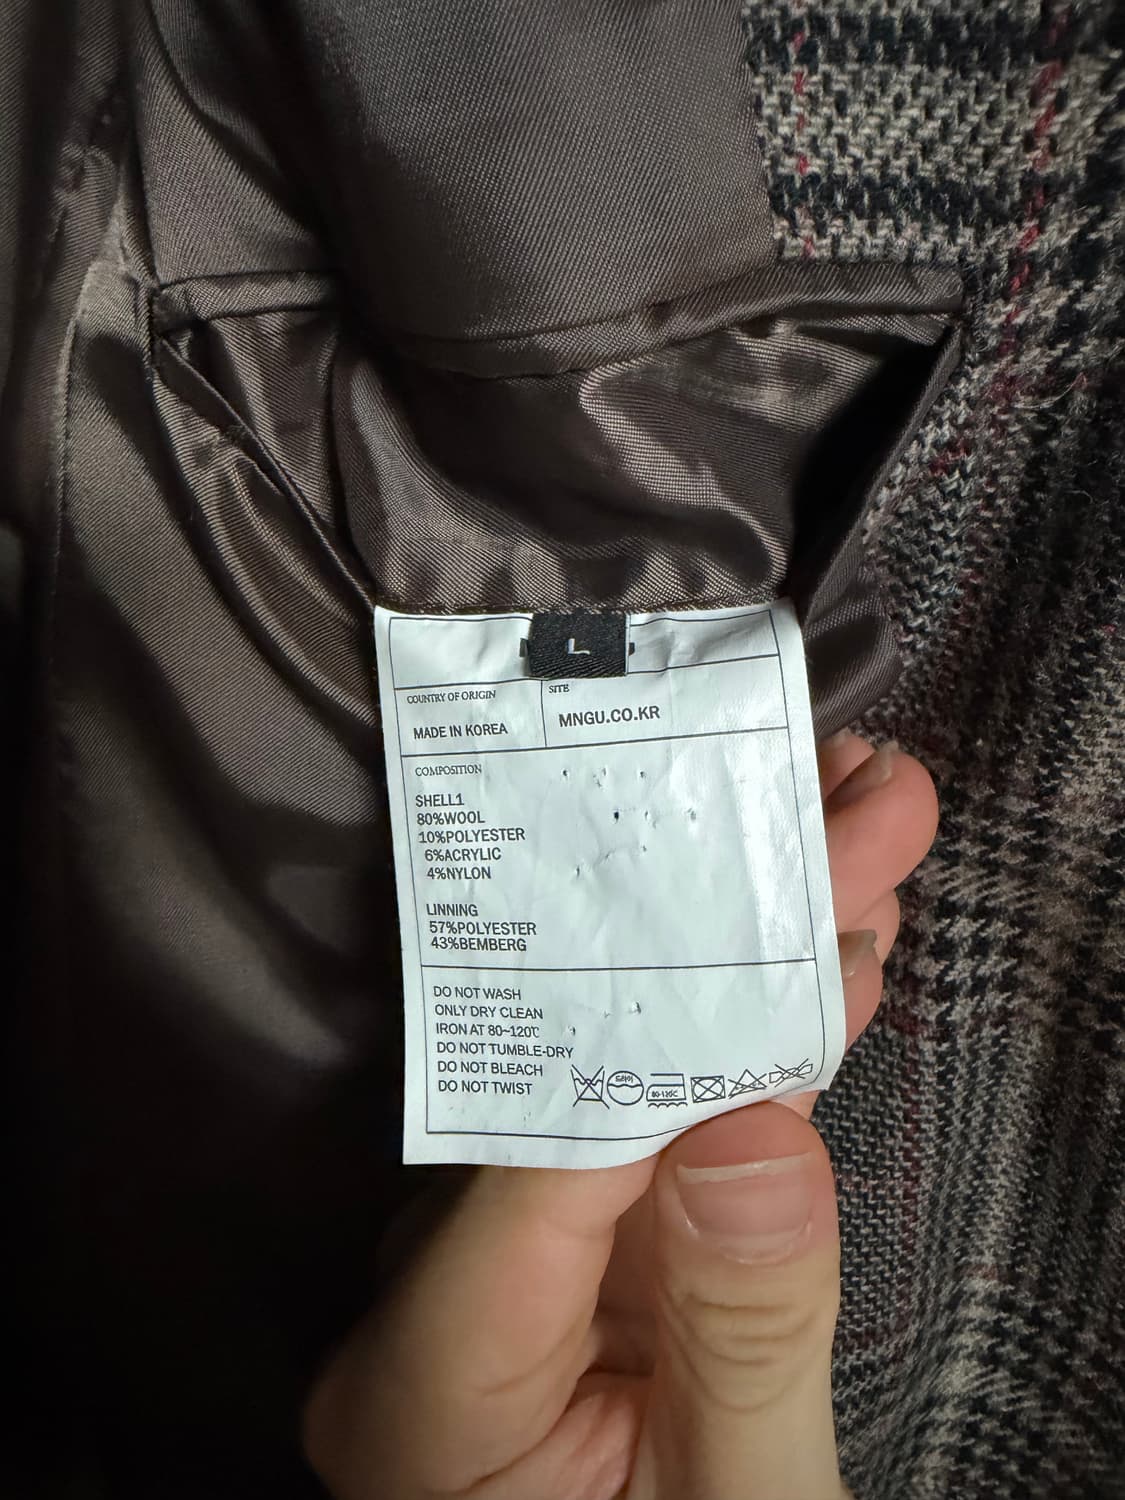 L
COUNTRY OF ORIGIN
MADE IN KOREA
SITE
MNGU.CO.KR
COMPOSITION
SHELL1
80%WOOL
10%POLYESTER
6%ACRYLIC
4%NYLON
LINNING
57%POLYESTER
43%BEMBERG
DO NOT WASH
ONLY DRY CLEAN
IRON AT 80~120℃
DO NOT TUMBLE-DRY
DO NOT BLEACH
DO NOT TWIST
80-120℃